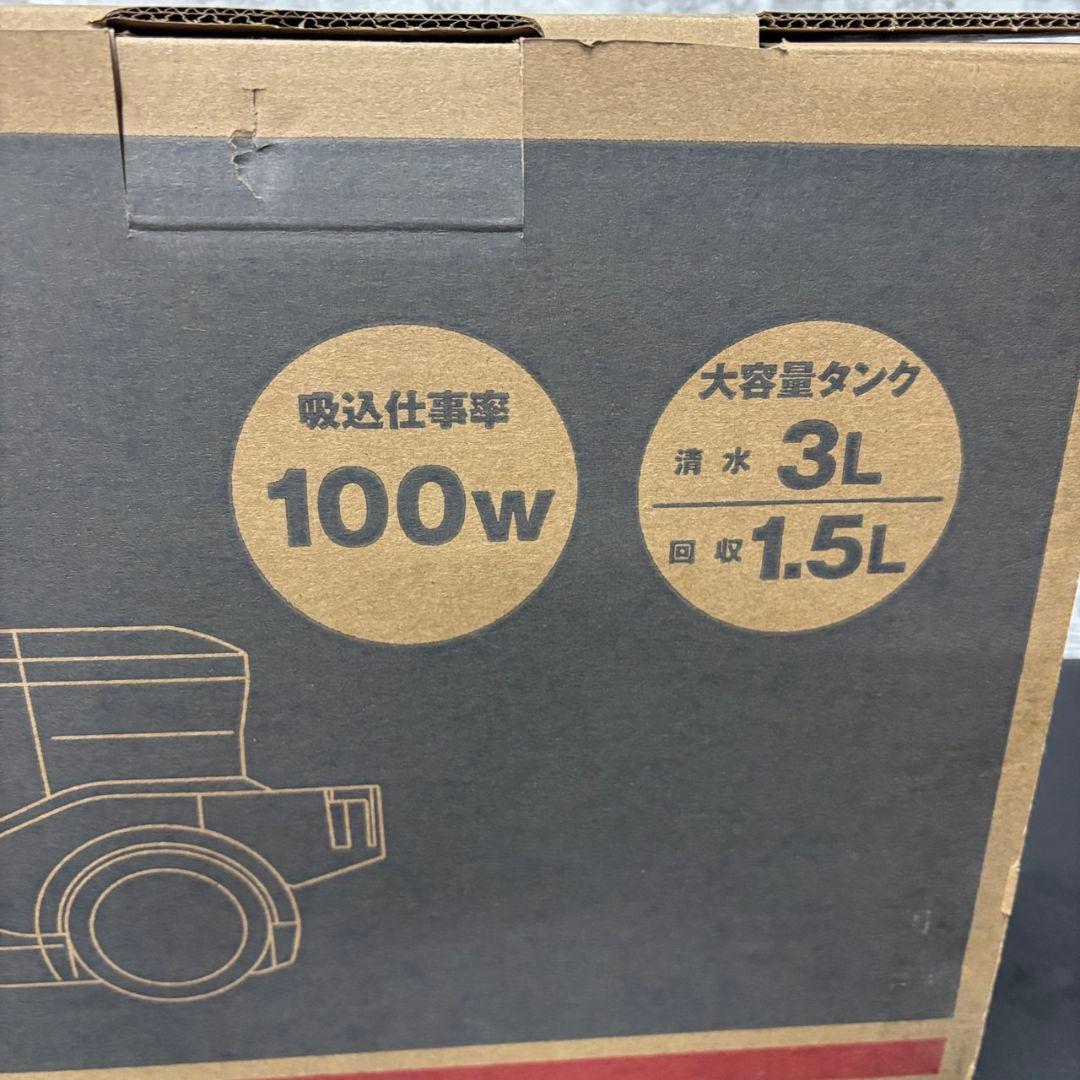 吸込仕事率
100W
大容量タンク
清水 3L
回収 1.5L